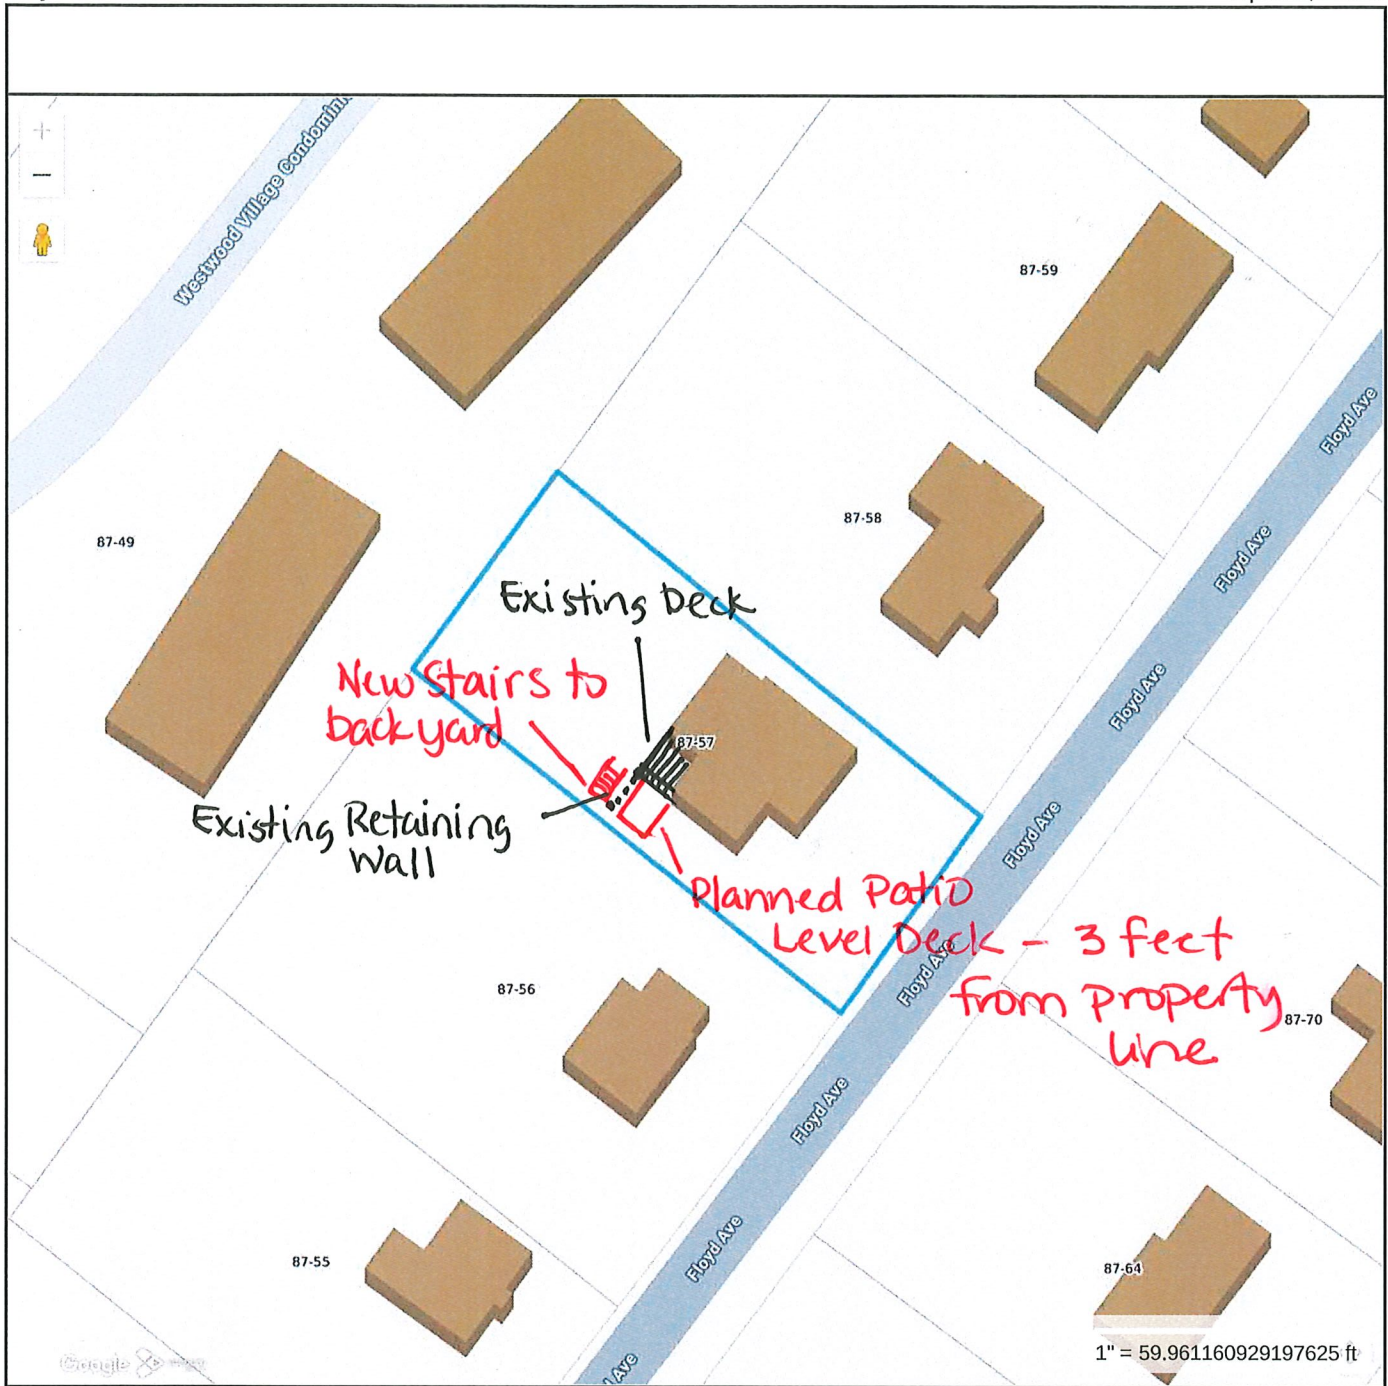 +
−
Westwood Village
87-59
Floyd Ave
87-58
Floyd Ave
87-49
Existing Deck
New Stairs to
backyard
87-57
Floyd Ave
Existing Retaining
Wall
Floyd Ave
Planned Patio
Level Deck - 3 feet
from property
line
Floyd Ave
87-56
87-70
Floyd Ave
87-55
Floyd Ave
87-64
Google
1" = 59.961160929197625 ft
Ave